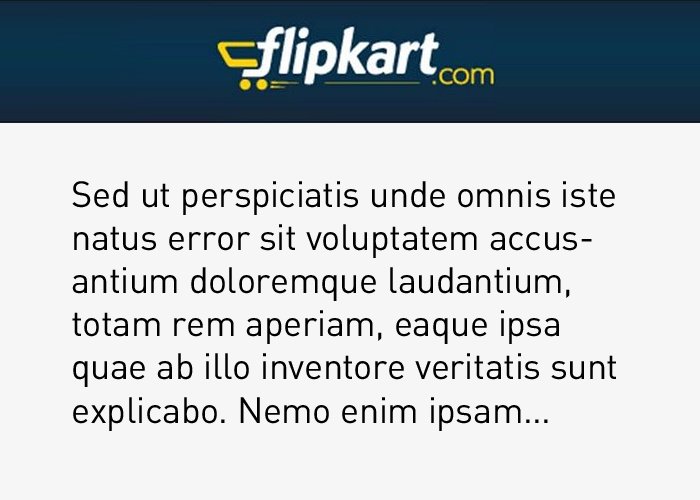 flipkart.com
Sed ut perspiciatis unde omnis iste
natus error sit voluptatem accus-
antium doloremque laudantium,
totam rem aperiam, eaque ipsa
quae ab illo inventore veritatis sunt
explicabo. Nemo enim ipsam...